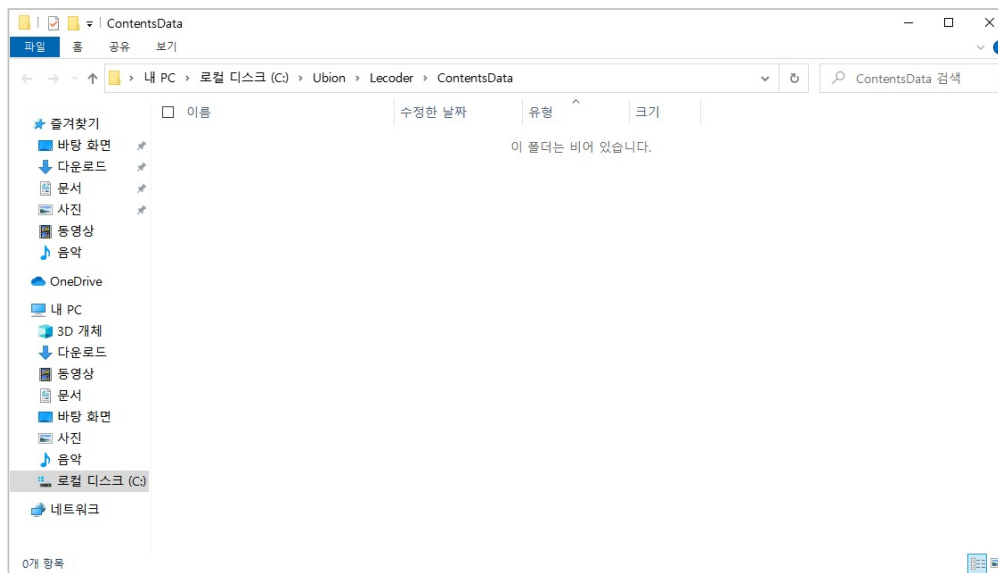 ContentsData
파일 홈 공유 보기
내 PC › 로컬 디스크 (C:) › Ubion › Lecoder › ContentsData
ContentsData 검색
이름 수정한 날짜 유형 크기
이 폴더는 비어 있습니다.
즐겨찾기
바탕 화면
다운로드
문서
사진
동영상
음악
OneDrive
내 PC
3D 개체
다운로드
동영상
문서
바탕 화면
사진
음악
로컬 디스크 (C:)
네트워크
0개 항목